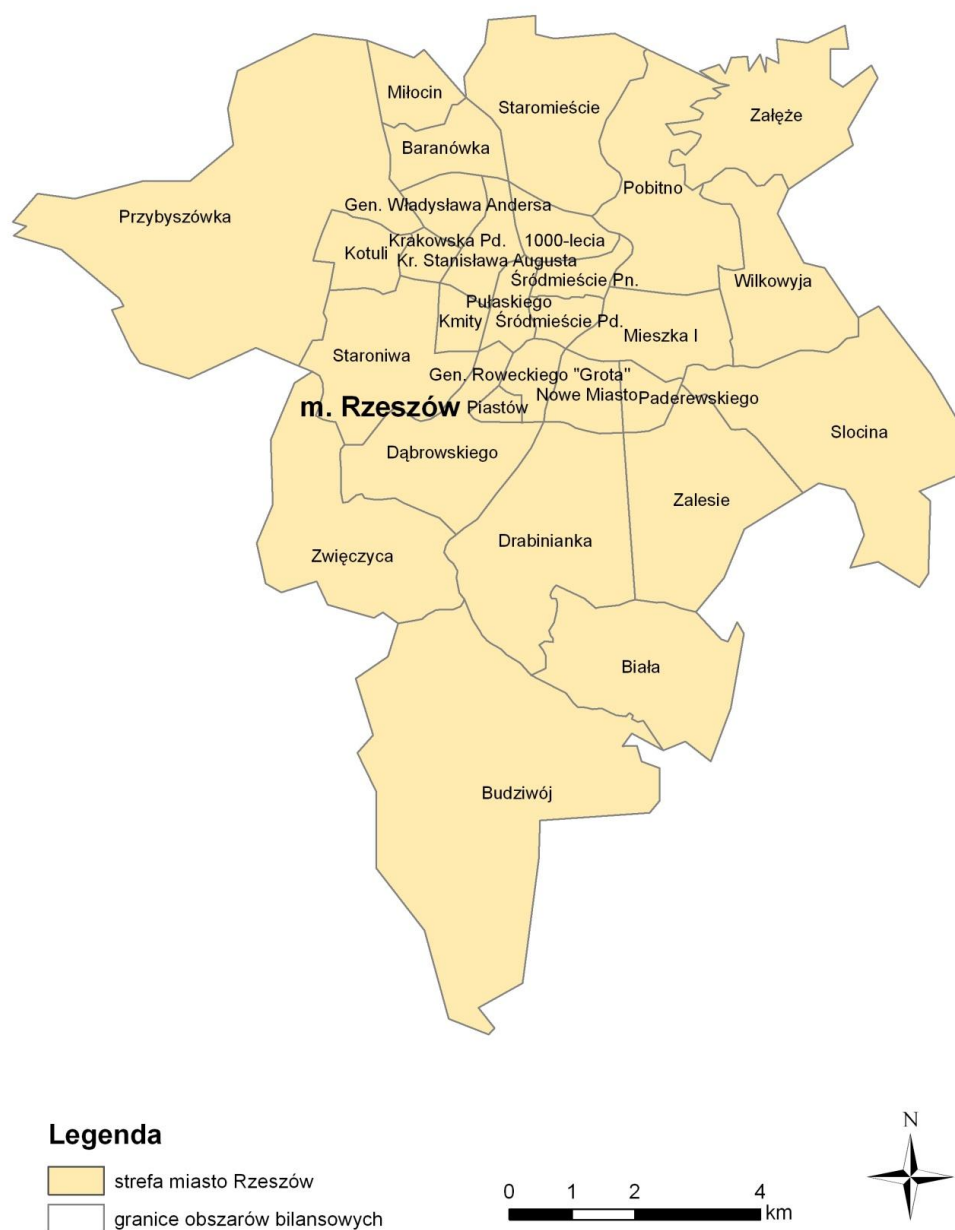 Miłocin
Staromieście
Załęże
Baranówka
Pobitno
Przybyszówka
Gen. Władysława Andersa
Krakowska Pd.
1000-lecia
Kotuli
Kr. Stanisława Augusta
Śródmieście Pn.
Wilkowyja
Pułaskiego
Kmity
Śródmieście Pd.
Mieszka I
Staroniwa
Gen. Roweckiego "Grota"
Nowe Miasto
Paderewskiego
m. Rzeszów
Piastów
Słocina
Dąbrowskiego
Zalesie
Drabinianka
Zwięczyca
Biała
Budziwój
N
Legenda
strefa miasto Rzeszów
granice obszarów bilansowych
0 1 2 4
km